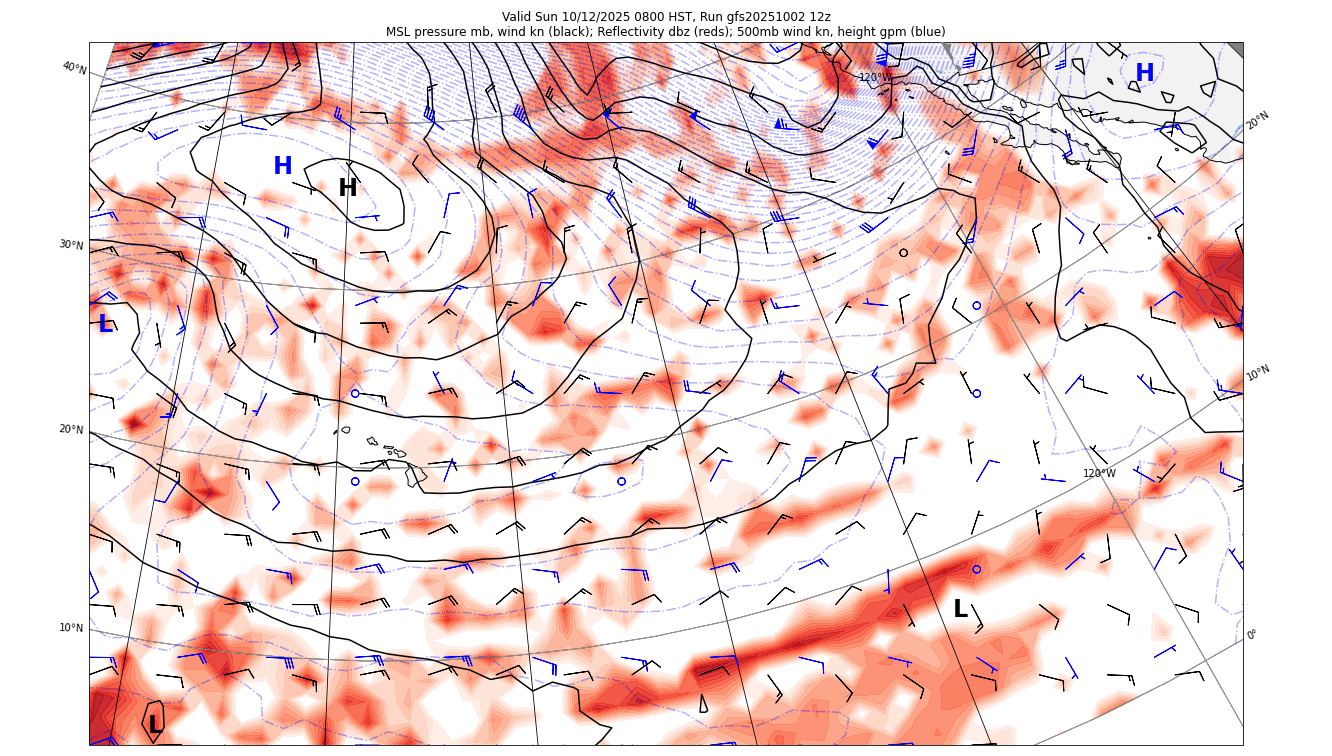 Valid Sun 10/12/2025 0800 HST, Run gfs20251002 12z
MSL pressure mb, wind kn (black); Reflectivity dbz (reds); 500mb wind kn, height gpm (blue)
40°N
120°W
H
20°N
H
H
30°N
L
10°N
20°N
120°W
L
10°N
0°
L